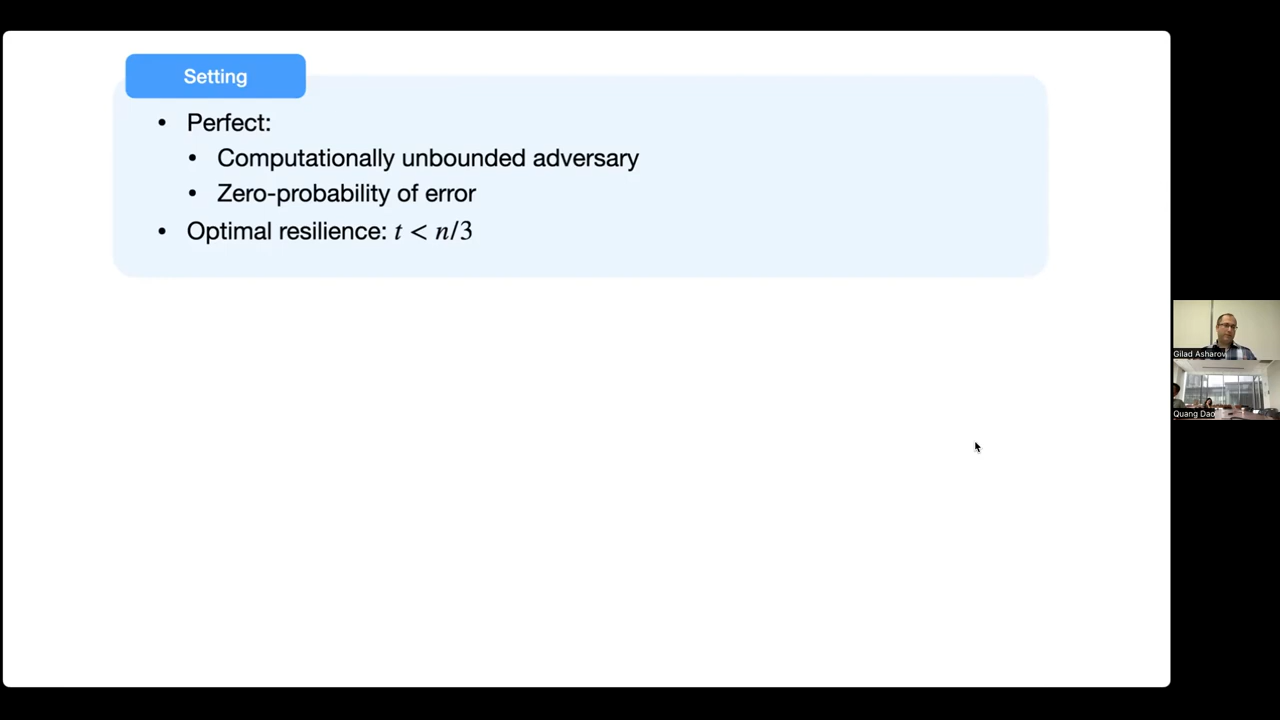 Setting
• Perfect:
• Computationally unbounded adversary
• Zero-probability of error
• Optimal resilience: t < n/3
Gilad Asharov
Quang Dao